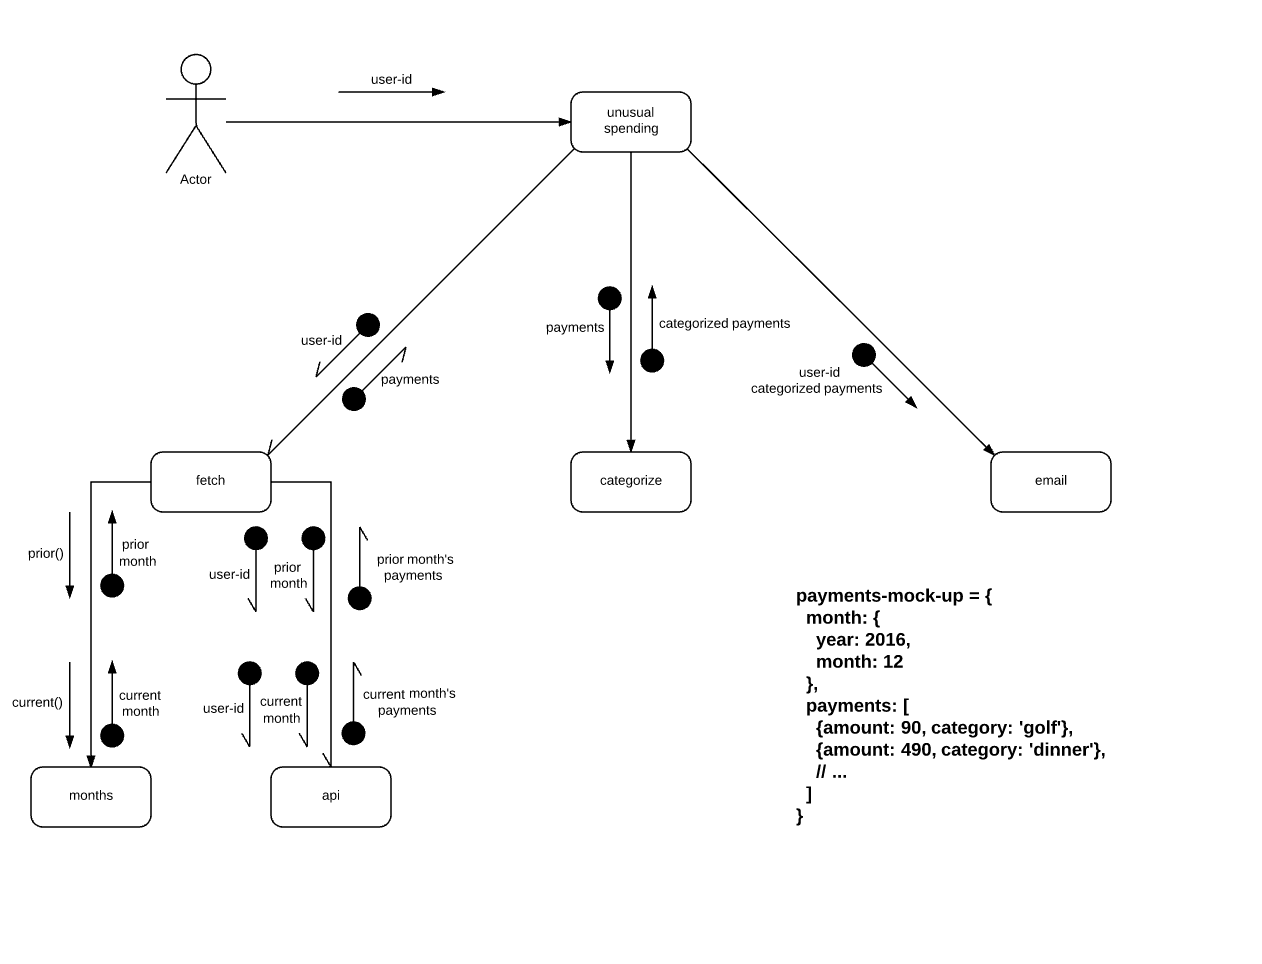 user-id
unusual
spending
Actor
user-id
payments
payments
categorized payments
user-id
categorized payments
fetch
categorize
email
prior()
prior
month
user-id
prior
month
prior month's
payments
current()
current
month
user-id
current
month
current month's
payments
months
api
payments-mock-up = {
month: {
year: 2016,
month: 12
},
payments: [
{amount: 90, category: 'golf'},
{amount: 490, category: 'dinner'},
// ...
]
}